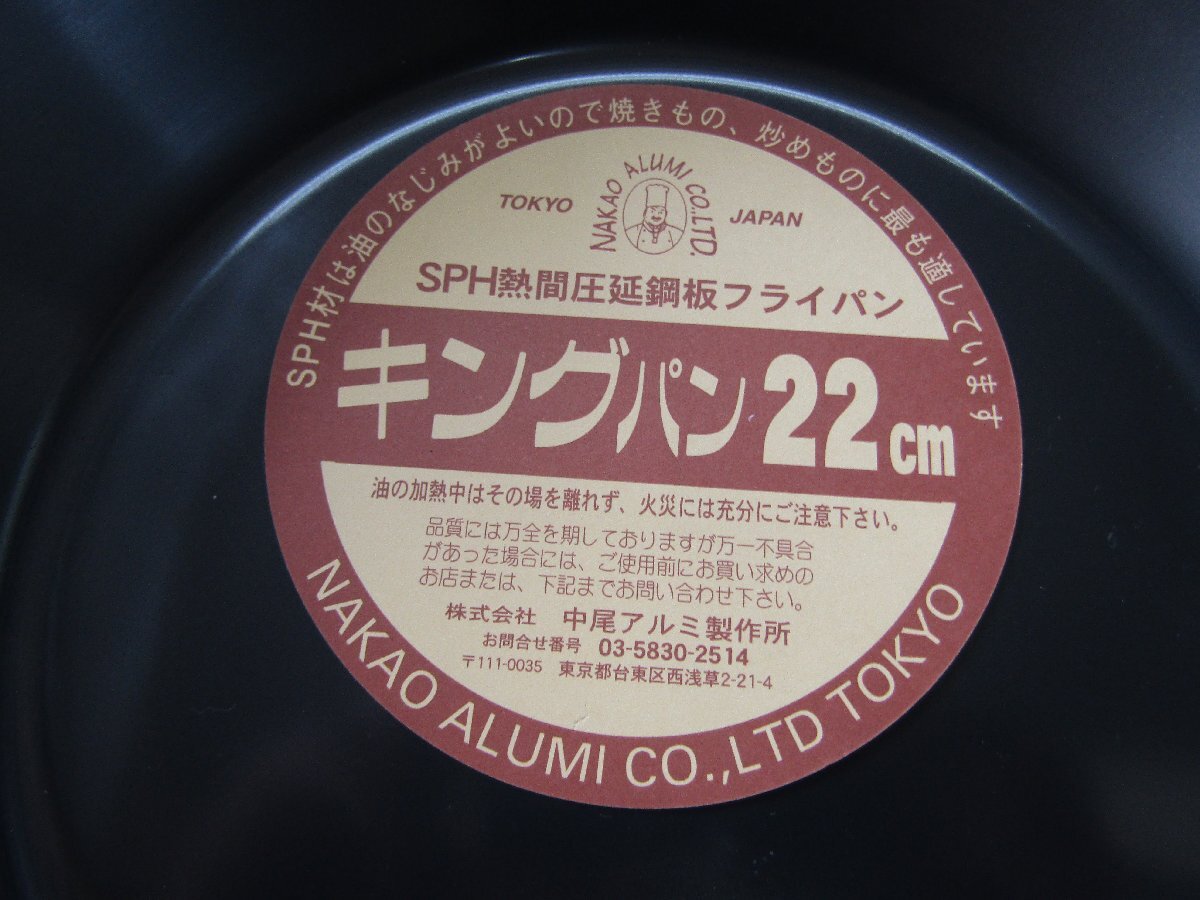 SPH材は油のなじみがよいので焼きもの、炒めものに最も適しています
NAKAO ALUMI CO.,LTD.
TOKYO
JAPAN
SPH熱間圧延鋼板フライパン
キングパン 22cm
油の加熱中はその場を離れず、火災には充分にご注意下さい。
品質には万全を期しておりますが万一不具合
があった場合には、ご使用前にお買い求めの
お店または、下記までお問い合わせ下さい。
株式会社 中尾アルミ製作所
お問合せ番号 03-5830-2514
〒111-0035 東京都台東区西浅草2-21-4
NAKAO ALUMI CO.,LTD TOKYO